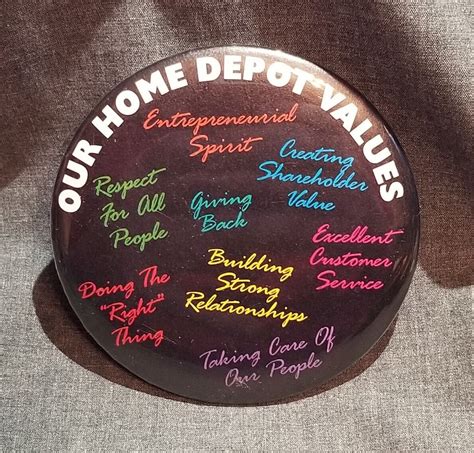 OUR HOME DEPOT VALUES
Entrepreneurial
Spirit
Creating
Shareholder
Value
Respect
For All
People
Giving
Back
Excellent
Customer
Service
Building
Strong
Relationships
Doing The
"Right"
Thing
Taking Care Of
Our People